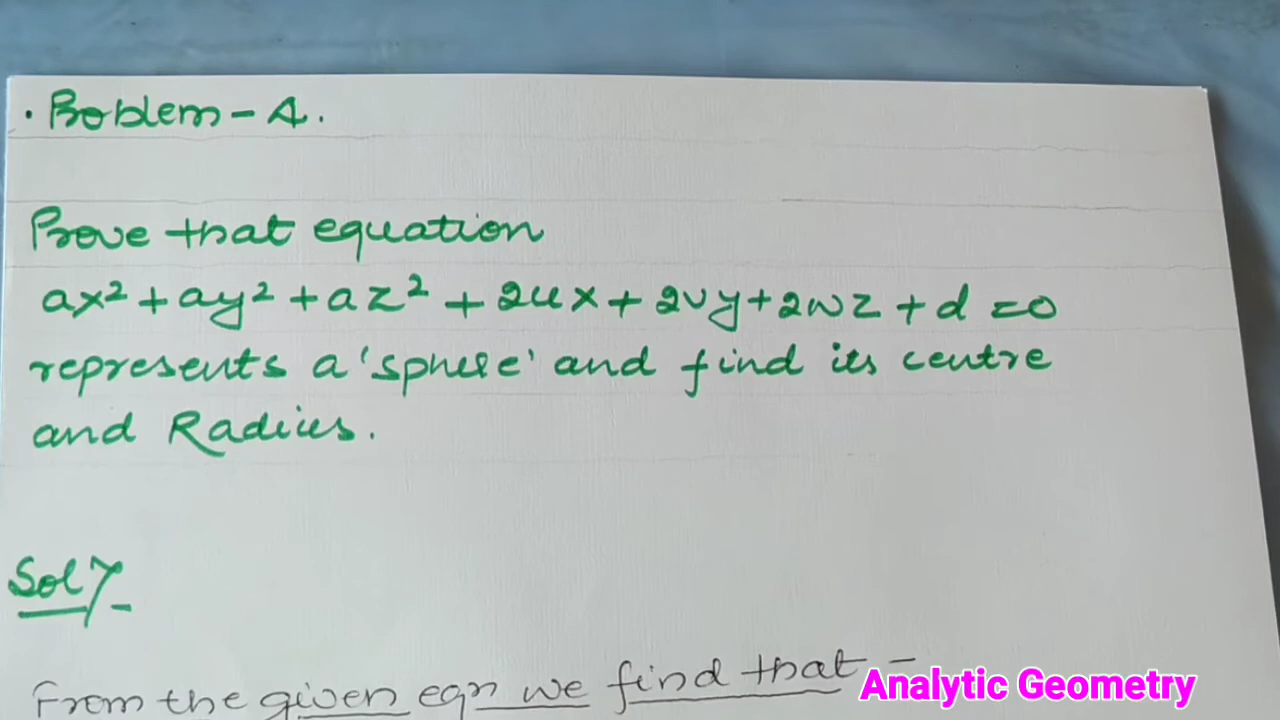 · Problem - 4.
Prove that equation
ax² + ay² + az² + 2ux + 2vy + 2wz + d = 0
represents a 'sphere' and find its centre
and Radius.
Sol7-
From the given eqn we find that -
Analytic Geometry